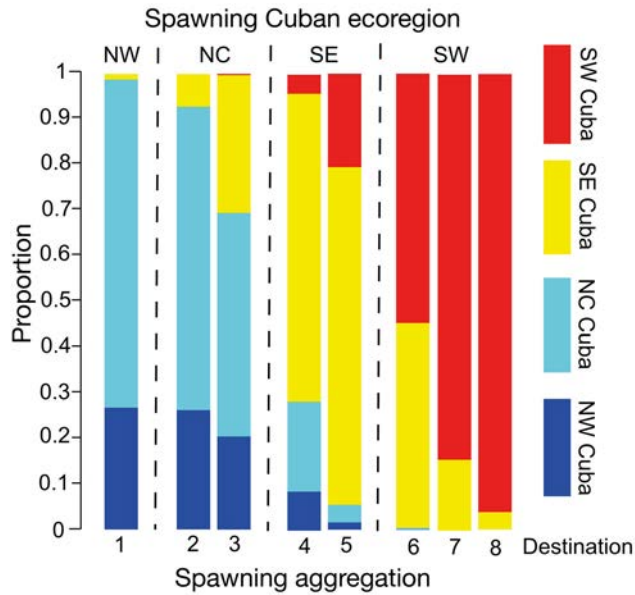 Spawning Cuban ecoregion
NW NC SE SW
1
0.9
0.8
0.7
0.6
0.5
0.4
0.3
0.2
0.1
0
Proportion
SW Cuba
SE Cuba
NC Cuba
NW Cuba
1 2 3 4 5 6 7 8 Destination
Spawning aggregation